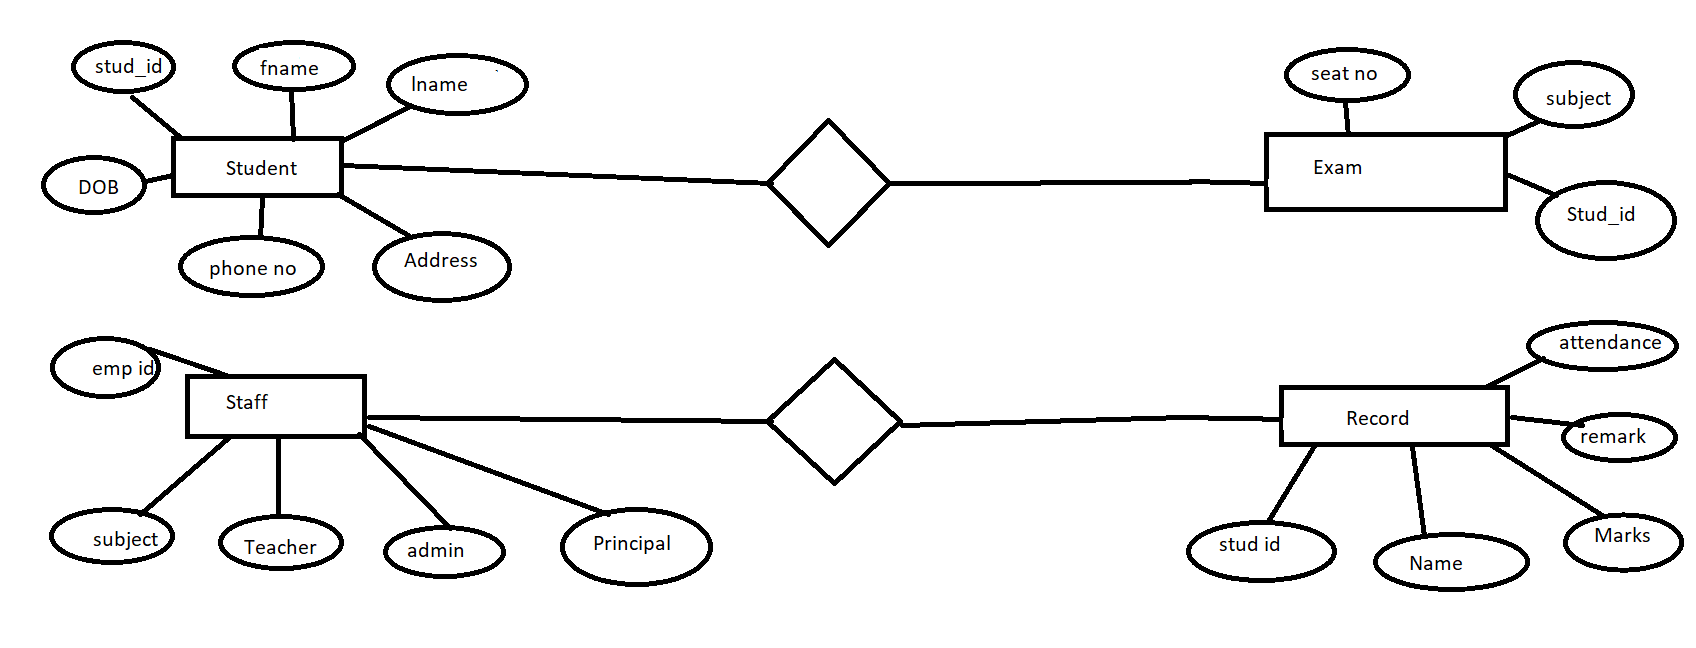 stud_id
fname
lname
seat no
subject
DOB
Student
Exam
Stud_id
phone no
Address
emp id
Staff
attendance
Record
remark
subject
Teacher
admin
Principal
stud id
Name
Marks